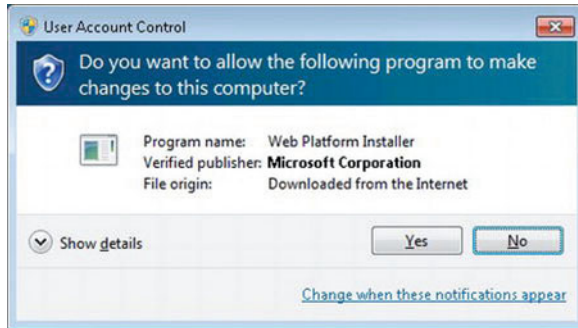 User Account Control
Do you want to allow the following program to make
changes to this computer?
Program name: Web Platform Installer
Verified publisher: Microsoft Corporation
File origin: Downloaded from the Internet
Show details
Yes No
Change when these notifications appear